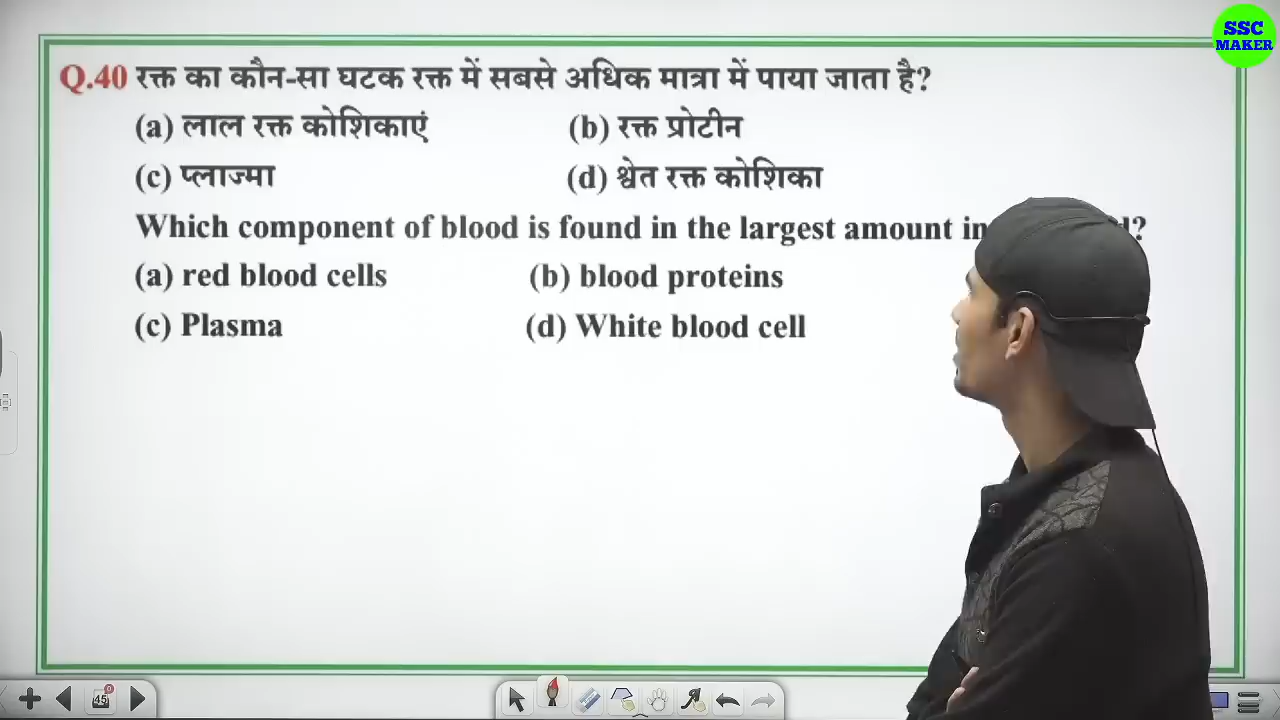 SSC
MAKER
Q.40 रक्त का कौन-सा घटक रक्त में सबसे अधिक मात्रा में पाया जाता है?
(a) लाल रक्त कोशिकाएं (b) रक्त प्रोटीन
(c) प्लाज्मा (d) श्वेत रक्त कोशिका
Which component of blood is found in the largest amount in
(a) red blood cells (b) blood proteins
(c) Plasma (d) White blood cell
45